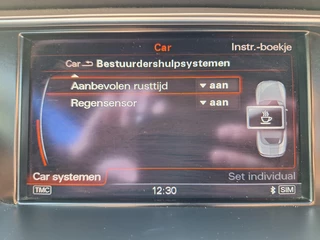 Car
Instr.-boekje
Car Bestuurdershulpsystemen
Aanbevolen rusttijd aan
Regensensor aan
Car systemen
Set individual
TMC 12:30 SIM